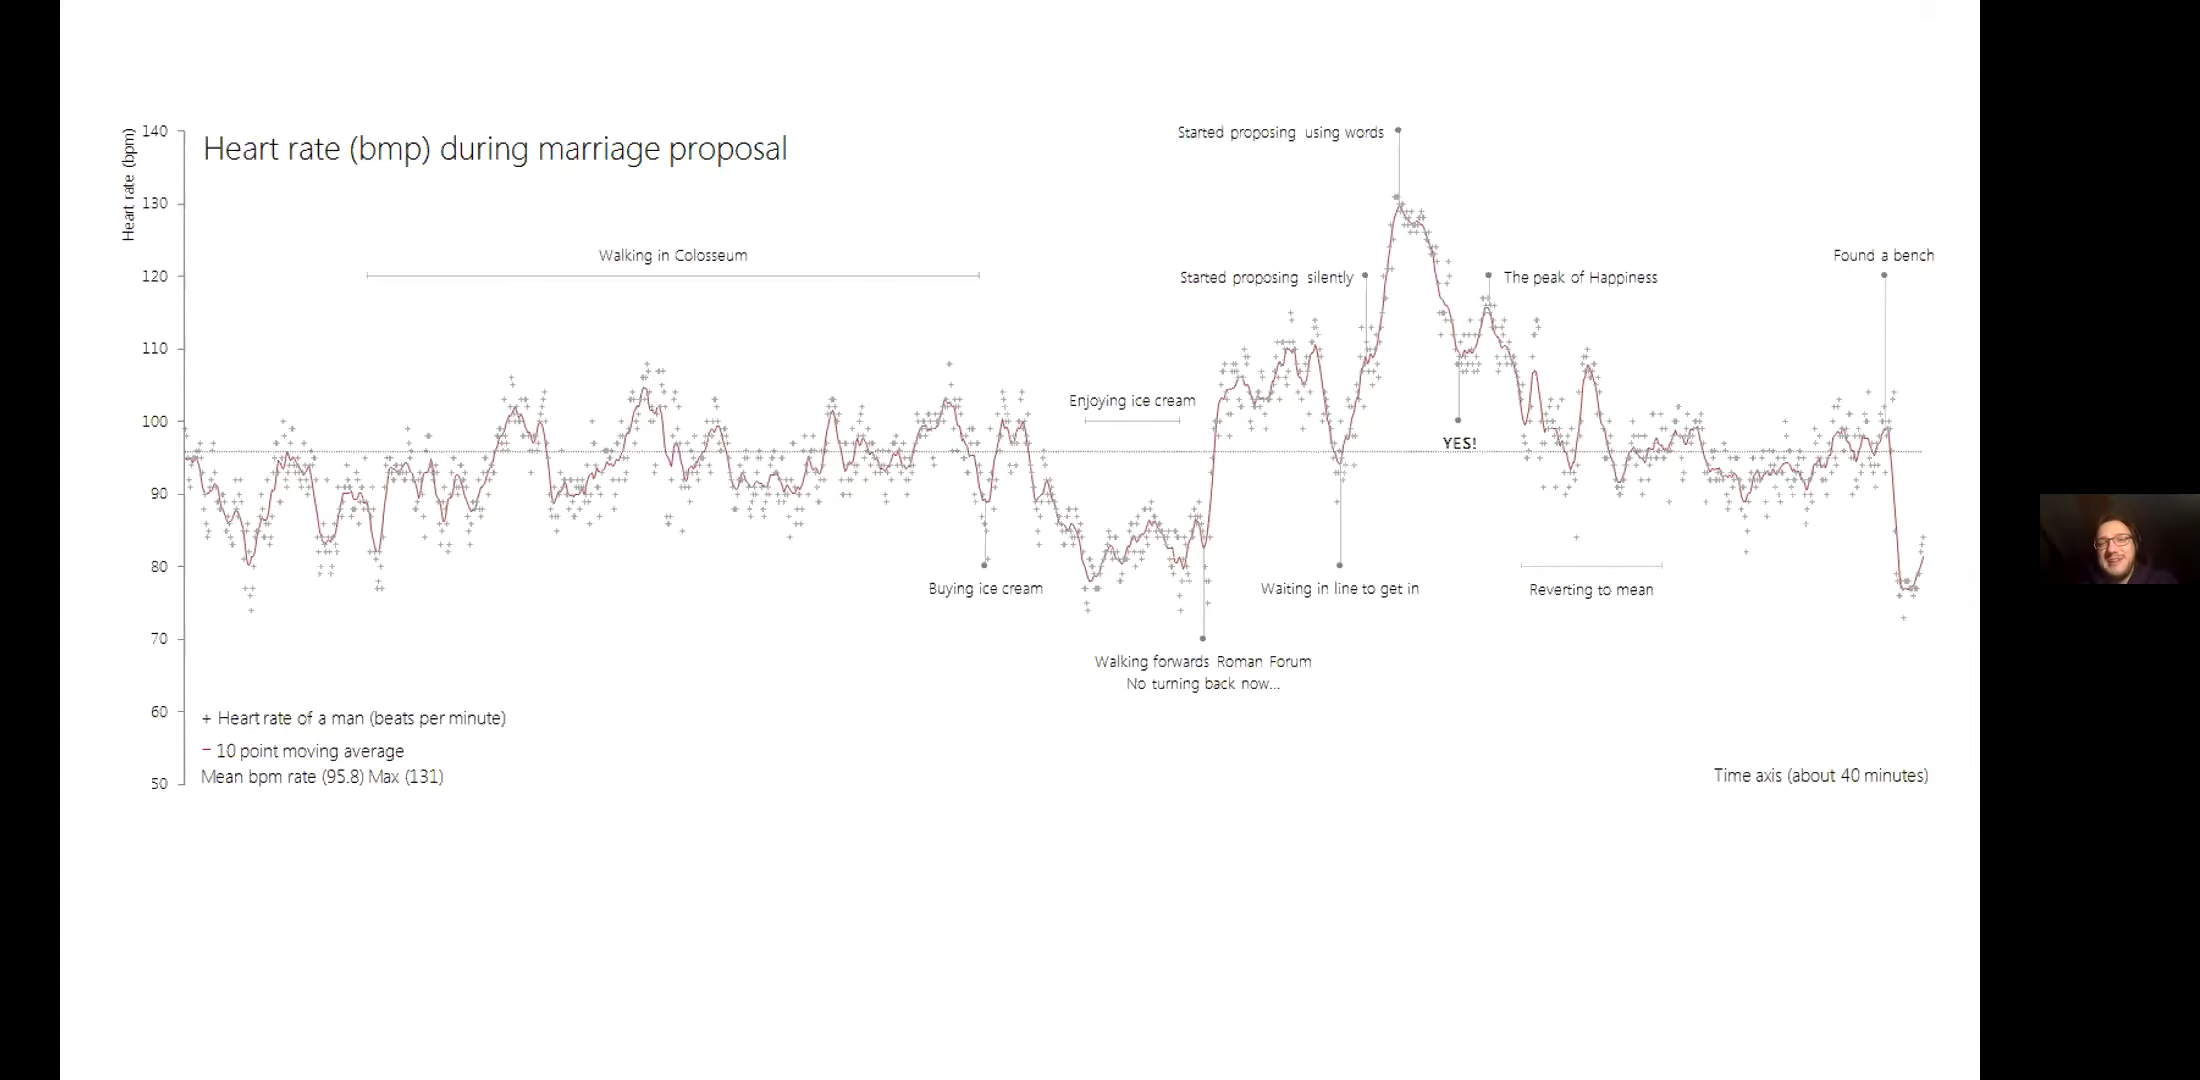 Heart rate (bmp) during marriage proposal
Heart rate (bpm)
140
130
120
110
100
90
80
70
60
50
Walking in Colosseum
Buying ice cream
Enjoying ice cream
Walking forwards Roman Forum
No turning back now...
Waiting in line to get in
Started proposing silently
Started proposing using words
YES!
The peak of Happiness
Reverting to mean
Found a bench
+ Heart rate of a man (beats per minute)
– 10 point moving average
Mean bpm rate (95.8) Max (131)
Time axis (about 40 minutes)